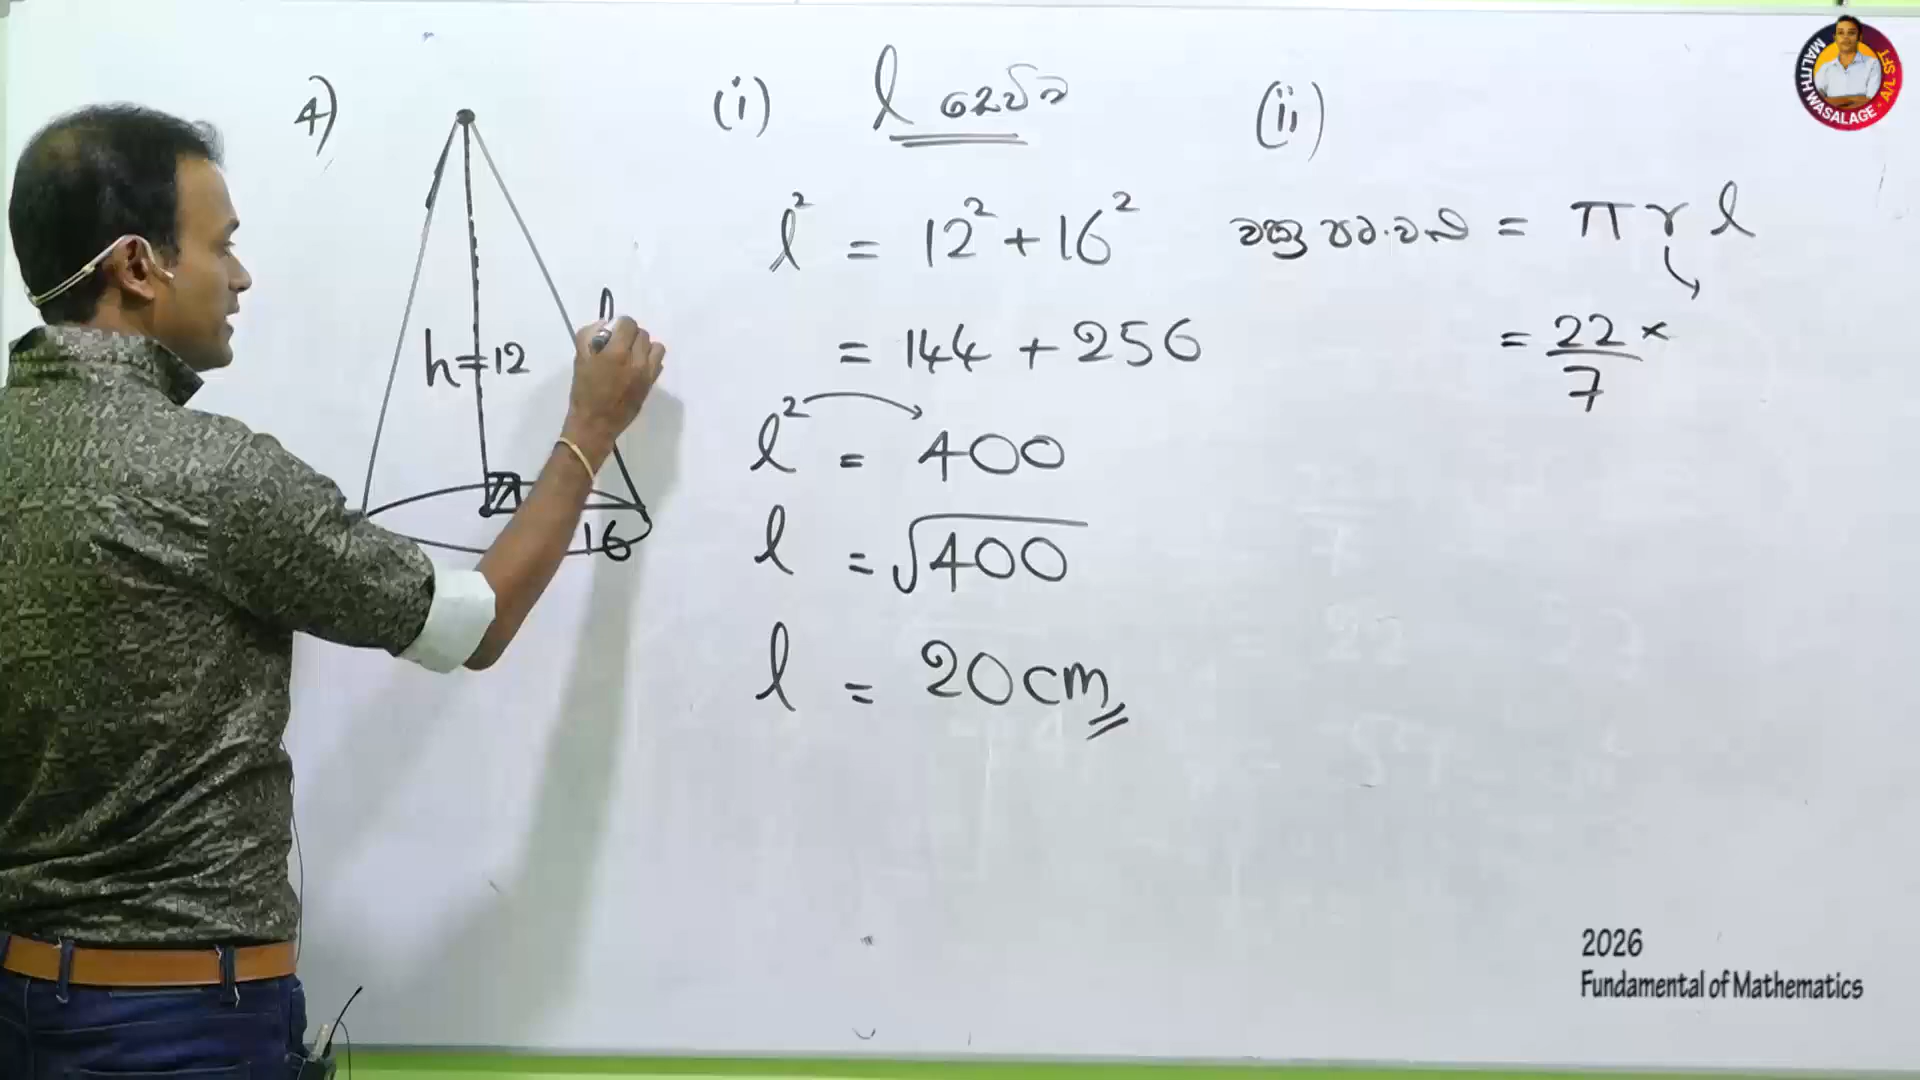 4)
h=12
l
16
(i) l සෙවීම
l² = 12² + 16²
= 144 + 256
l² = 400
l = √400
l = 20cm
(ii)
වක්‍ර පෘ.ව.ඵ = π r l
= 22/7 ×
MALITH WASALAGE - A/L SFT
2026
Fundamental of Mathematics